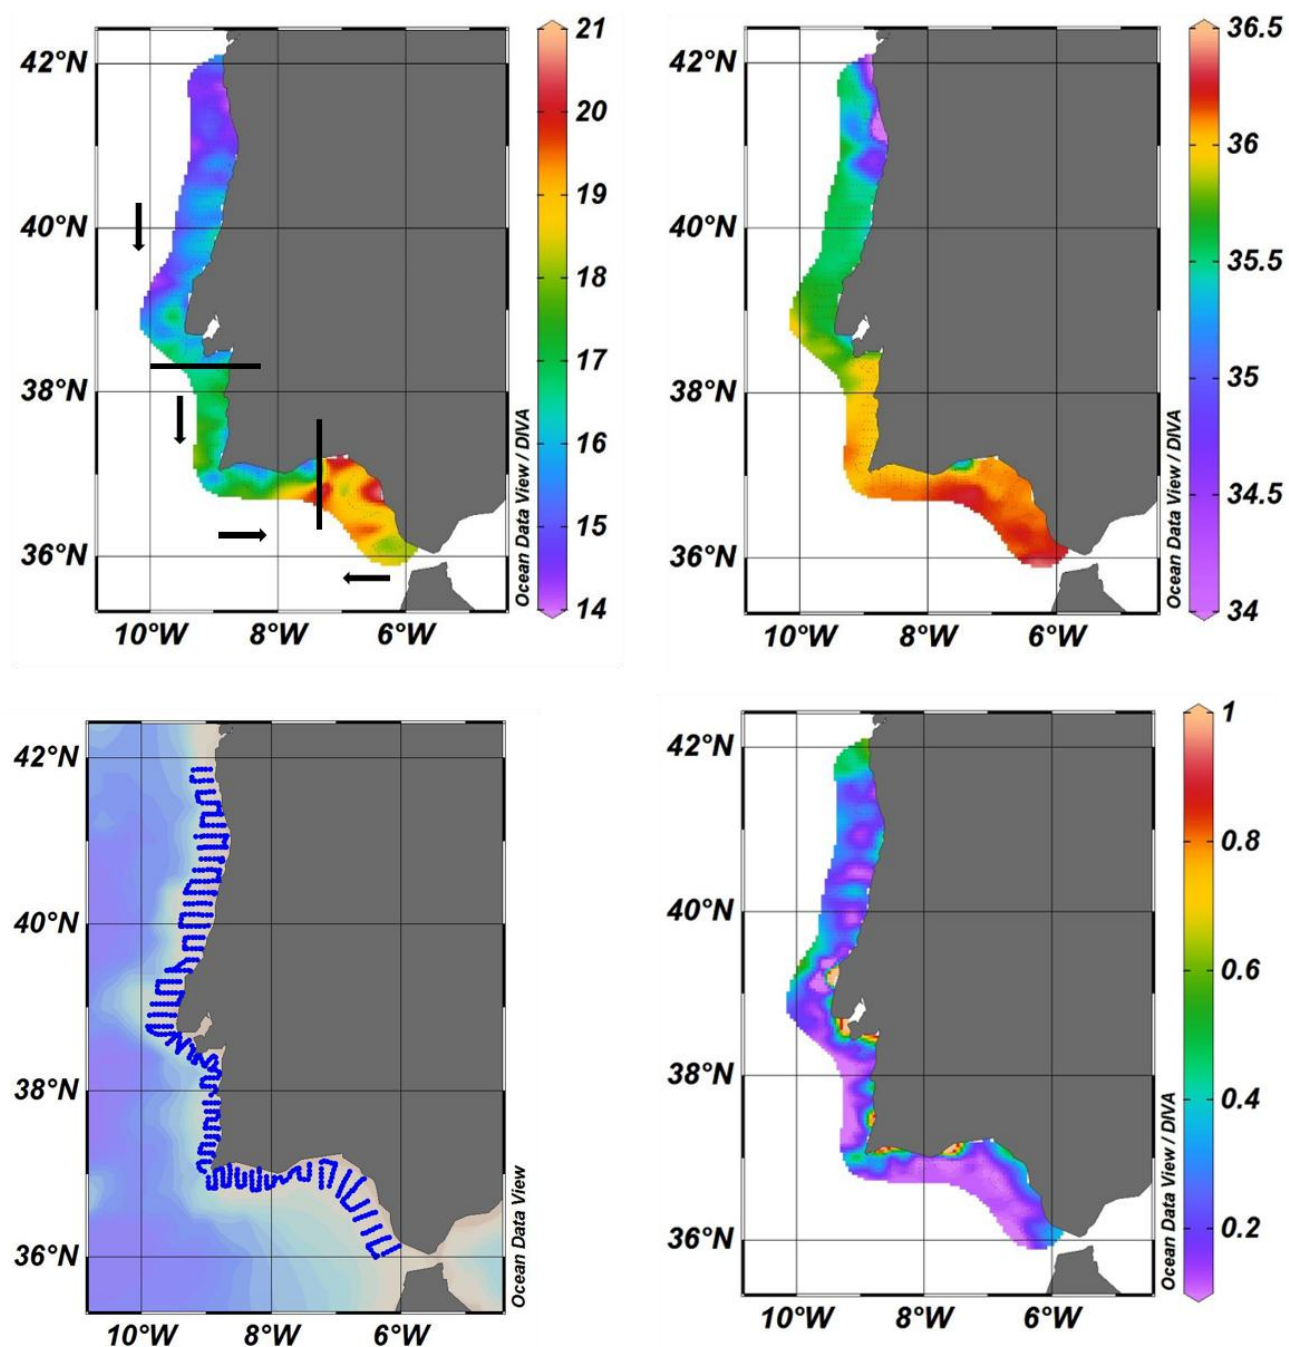 42°N
40°N
38°N
36°N
10°W 8°W 6°W
21
20
19
18
17
16
15
14
Ocean Data View / DIVA
42°N
40°N
38°N
36°N
10°W 8°W 6°W
36.5
36
35.5
35
34.5
34
Ocean Data View / DIVA
42°N
40°N
38°N
36°N
10°W 8°W 6°W
Ocean Data View
42°N
40°N
38°N
36°N
10°W 8°W 6°W
1
0.8
0.6
0.4
0.2
Ocean Data View / DIVA